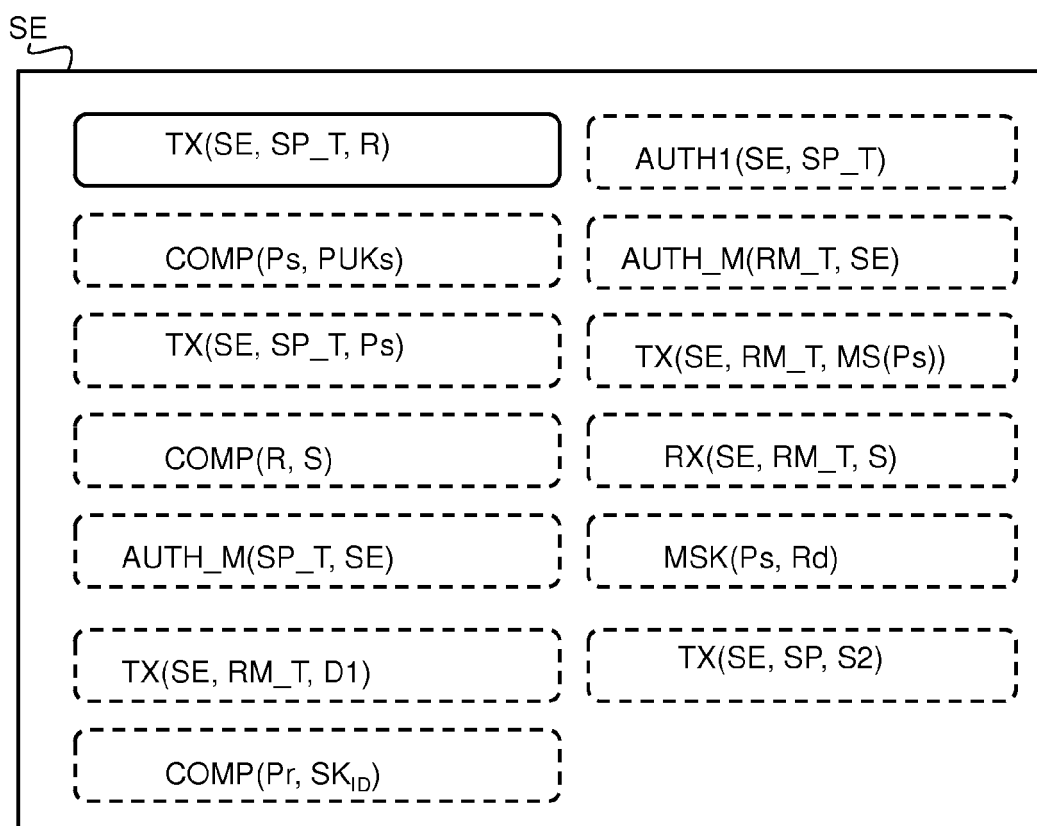 SE
TX(SE, SP_T, R)
AUTH1(SE, SP_T)
COMP(Ps, PUKs)
AUTH_M(RM_T, SE)
TX(SE, SP_T, Ps)
TX(SE, RM_T, MS(Ps))
COMP(R, S)
RX(SE, RM_T, S)
AUTH_M(SP_T, SE)
MSK(Ps, Rd)
TX(SE, RM_T, D1)
TX(SE, SP, S2)
COMP(Pr, SK_ID)